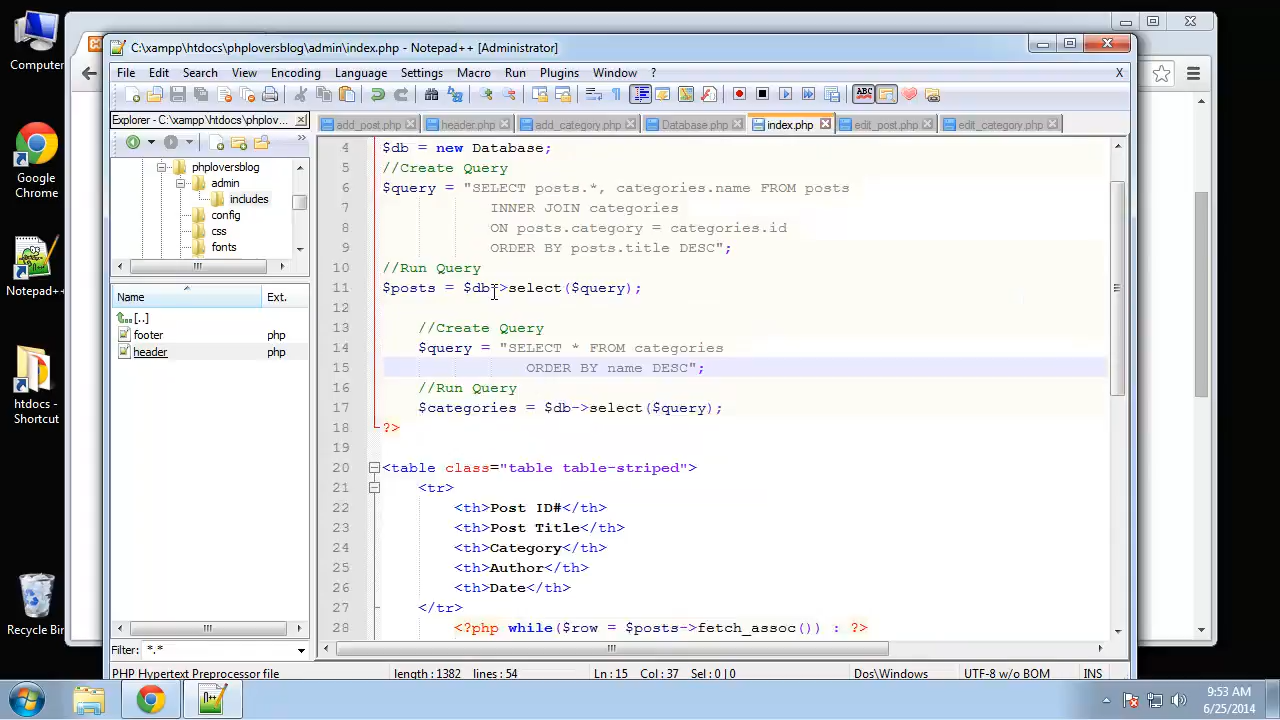 Computer
Google
Chrome
Notepad++
htdocs -
Shortcut
Recycle Bin
C:\xampp\htdocs\phploversblog\admin\index.php - Notepad++ [Administrator]
File Edit Search View Encoding Language Settings Macro Run Plugins Window ? X
Explorer - C:\xampp\htdocs\phplov...
add_post.php header.php add_category.php Database.php index.php edit_post.php edit_category.php
phploversblog
admin
includes
config
css
fonts
Name Ext.
[..]
footer php
header php
Filter: *.*
4 $db = new Database;
5 //Create Query
6 $query = "SELECT posts.*, categories.name FROM posts
7 INNER JOIN categories
8 ON posts.category = categories.id
9 ORDER BY posts.title DESC";
10 //Run Query
11 $posts = $db->select($query);
12
13 //Create Query
14 $query = "SELECT * FROM categories
15 ORDER BY name DESC";
16 //Run Query
17 $categories = $db->select($query);
18 ?>
19
20 <table class="table table-striped">
21 <tr>
22 <th>Post ID#</th>
23 <th>Post Title</th>
24 <th>Category</th>
25 <th>Author</th>
26 <th>Date</th>
27 </tr>
28 <?php while($row = $posts->fetch_assoc()) : ?>
PHP Hypertext Preprocessor file length : 1382 lines : 54 Ln : 15 Col : 37 Sel : 0 | 0 Dos\Windows UTF-8 w/o BOM INS
9:53 AM
6/25/2014